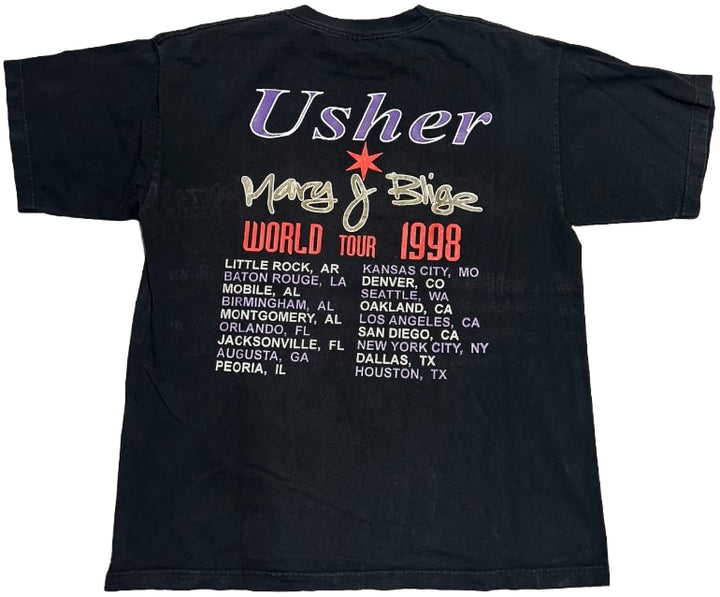 Usher
Mary J Blige
WORLD TOUR 1998
LITTLE ROCK, AR
BATON ROUGE, LA
MOBILE, AL
BIRMINGHAM, AL
MONTGOMERY, AL
ORLANDO, FL
JACKSONVILLE, FL
AUGUSTA, GA
PEORIA, IL
KANSAS CITY, MO
DENVER, CO
SEATTLE, WA
OAKLAND, CA
LOS ANGELES, CA
SAN DIEGO, CA
NEW YORK CITY, NY
DALLAS, TX
HOUSTON, TX